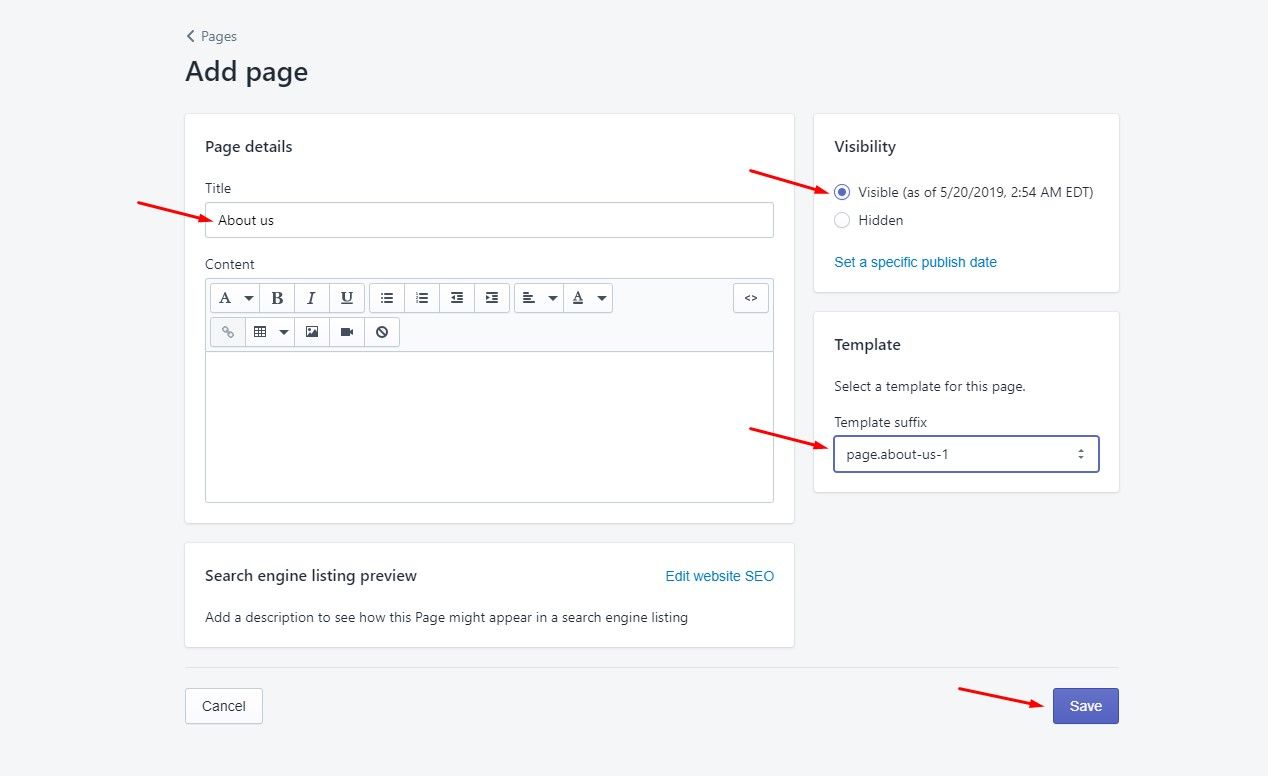 Pages
Add page
Page details
Title
About us
Content
A B I U A <>
Search engine listing preview Edit website SEO
Add a description to see how this Page might appear in a search engine listing
Visibility
Visible (as of 5/20/2019, 2:54 AM EDT)
Hidden
Set a specific publish date
Template
Select a template for this page.
Template suffix
page.about-us-1
Cancel Save